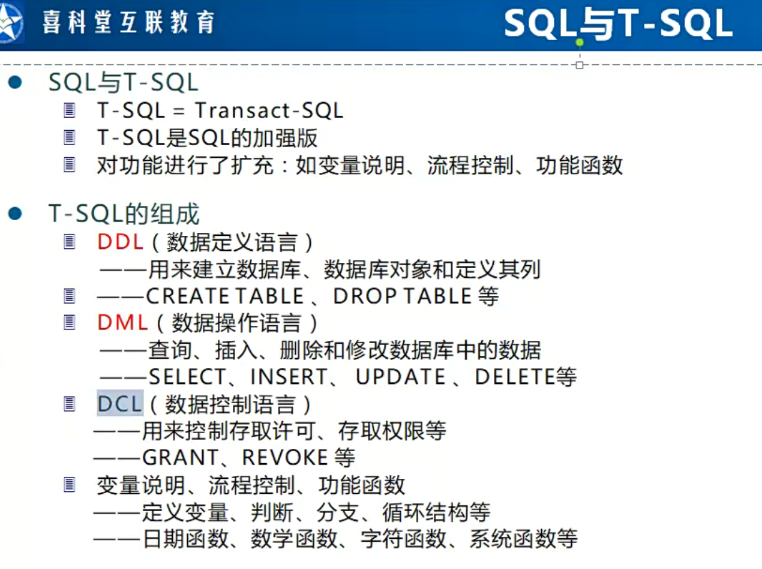 喜科堂互联教育
SQL与T-SQL
SQL与T-SQL
T-SQL = Transact-SQL
T-SQL是SQL的加强版
对功能进行了扩充：如变量说明、流程控制、功能函数
T-SQL的组成
DDL（数据定义语言）
——用来建立数据库、数据库对象和定义其列
——CREATE TABLE 、DROP TABLE 等
DML（数据操作语言）
——查询、插入、删除和修改数据库中的数据
——SELECT、INSERT、 UPDATE 、DELETE等
DCL（数据控制语言）
——用来控制存取许可、存取权限等
——GRANT、REVOKE 等
变量说明、流程控制、功能函数
——定义变量、判断、分支、循环结构等
——日期函数、数学函数、字符函数、系统函数等